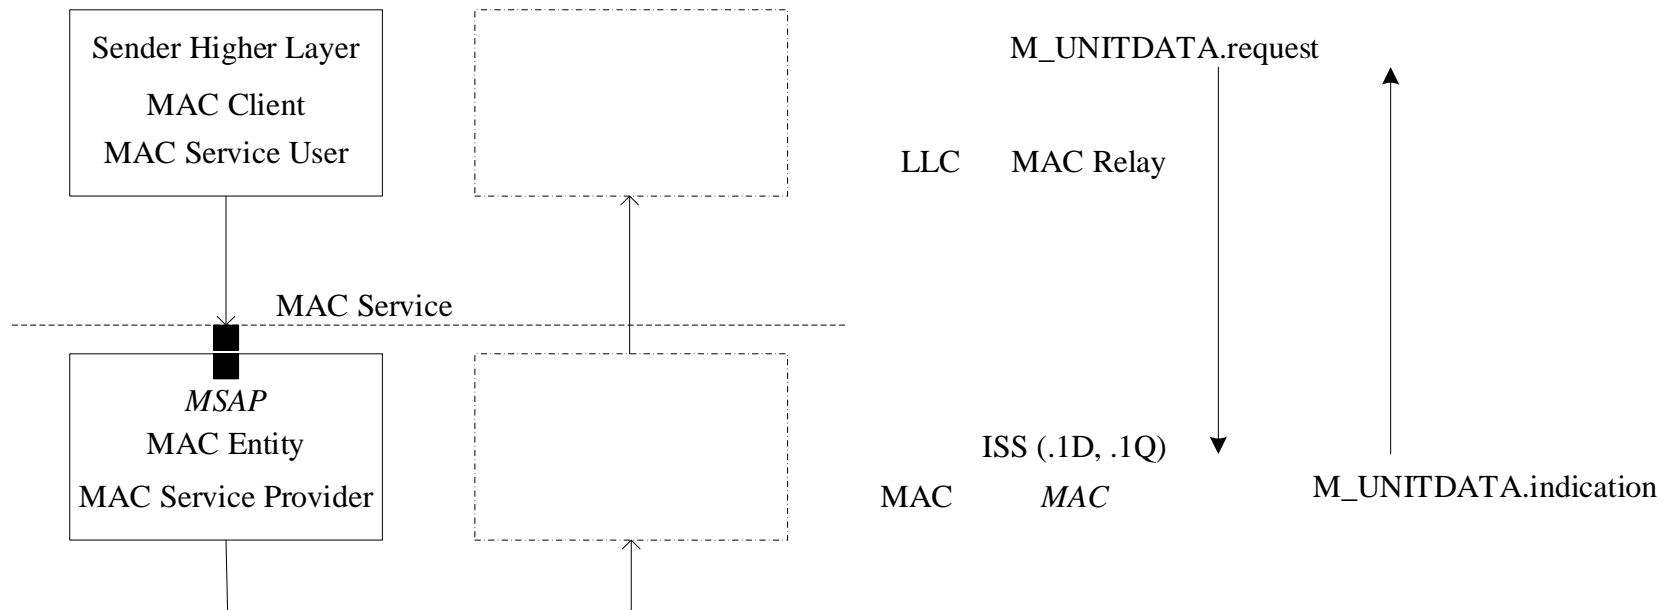 Sender Higher Layer
MAC Client
MAC Service User
MAC Service
MSAP
MAC Entity
MAC Service Provider
M_UNITDATA.request
LLC MAC Relay
ISS (.1D, .1Q)
MAC MAC
M_UNITDATA.indication